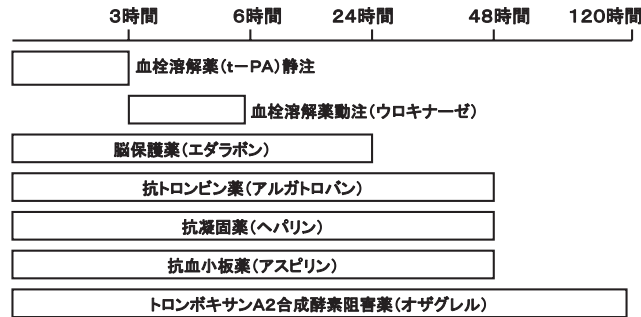 3時間 6時間 24時間 48時間 120時間
血栓溶解薬(t－PA)静注
血栓溶解薬動注(ウロキナーゼ)
脳保護薬(エダラボン)
抗トロンビン薬(アルガトロバン)
抗凝固薬(ヘパリン)
抗血小板薬(アスピリン)
トロンボキサンA2合成酵素阻害薬(オザグレル)